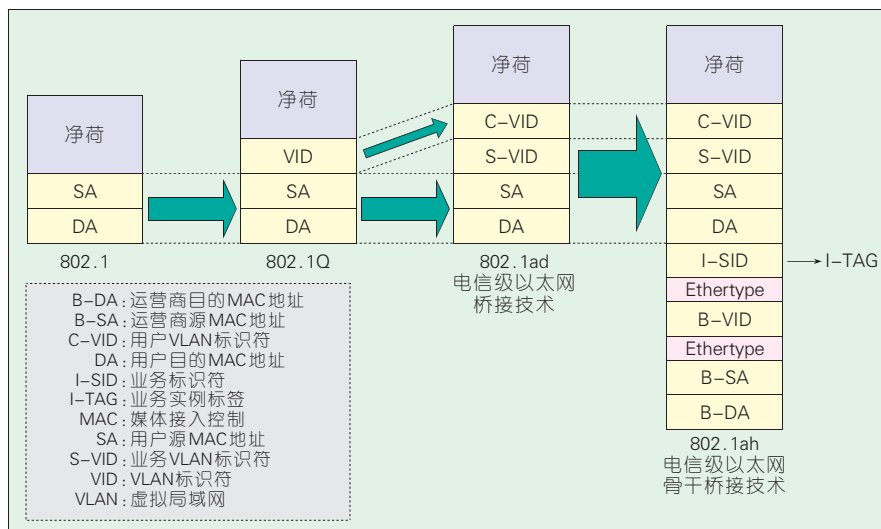 净荷
SA
DA
802.1
净荷
VID
SA
DA
802.1Q
净荷
C-VID
S-VID
SA
DA
802.1ad
电信级以太网
桥接技术
净荷
C-VID
S-VID
SA
DA
I-SID
I-TAG
Ethertype
B-VID
Ethertype
B-SA
B-DA
802.1ah
电信级以太网
骨干桥接技术
B-DA:运营商目的MAC地址
B-SA:运营商源MAC地址
C-VID:用户VLAN标识符
DA:用户目的MAC地址
I-SID:业务标识符
I-TAG:业务实例标签
MAC:媒体接入控制
SA:用户源MAC地址
S-VID:业务VLAN标识符
VID:VLAN标识符
VLAN:虚拟局域网